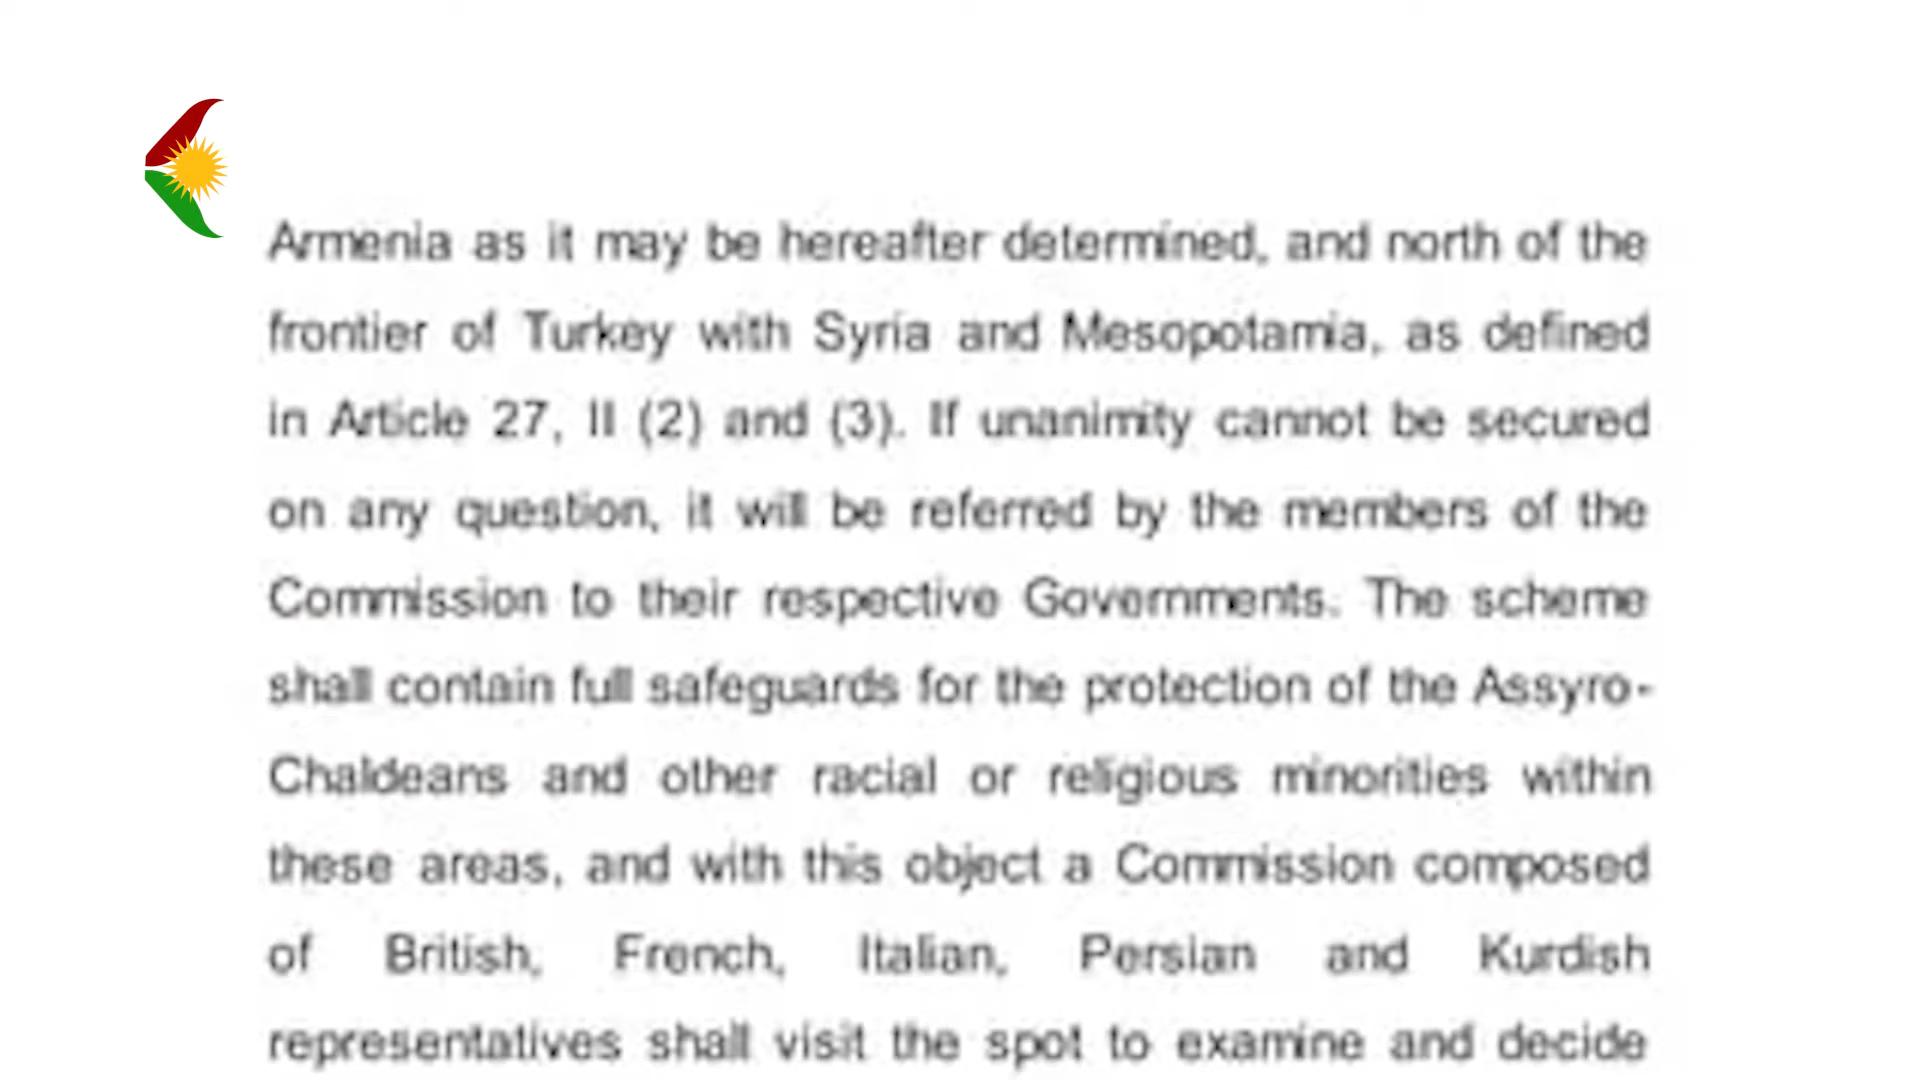 Armenia as it may be hereafter determined, and north of the
frontier of Turkey with Syria and Mesopotamia, as defined
in Article 27, II (2) and (3). If unanimity cannot be secured
on any question, it will be referred by the members of the
Commission to their respective Governments. The scheme
shall contain full safeguards for the protection of the Assyro-
Chaldeans and other racial or religious minorities within
these areas, and with this object a Commission composed
of British, French, Italian, Persian and Kurdish
representatives shall visit the spot to examine and decide